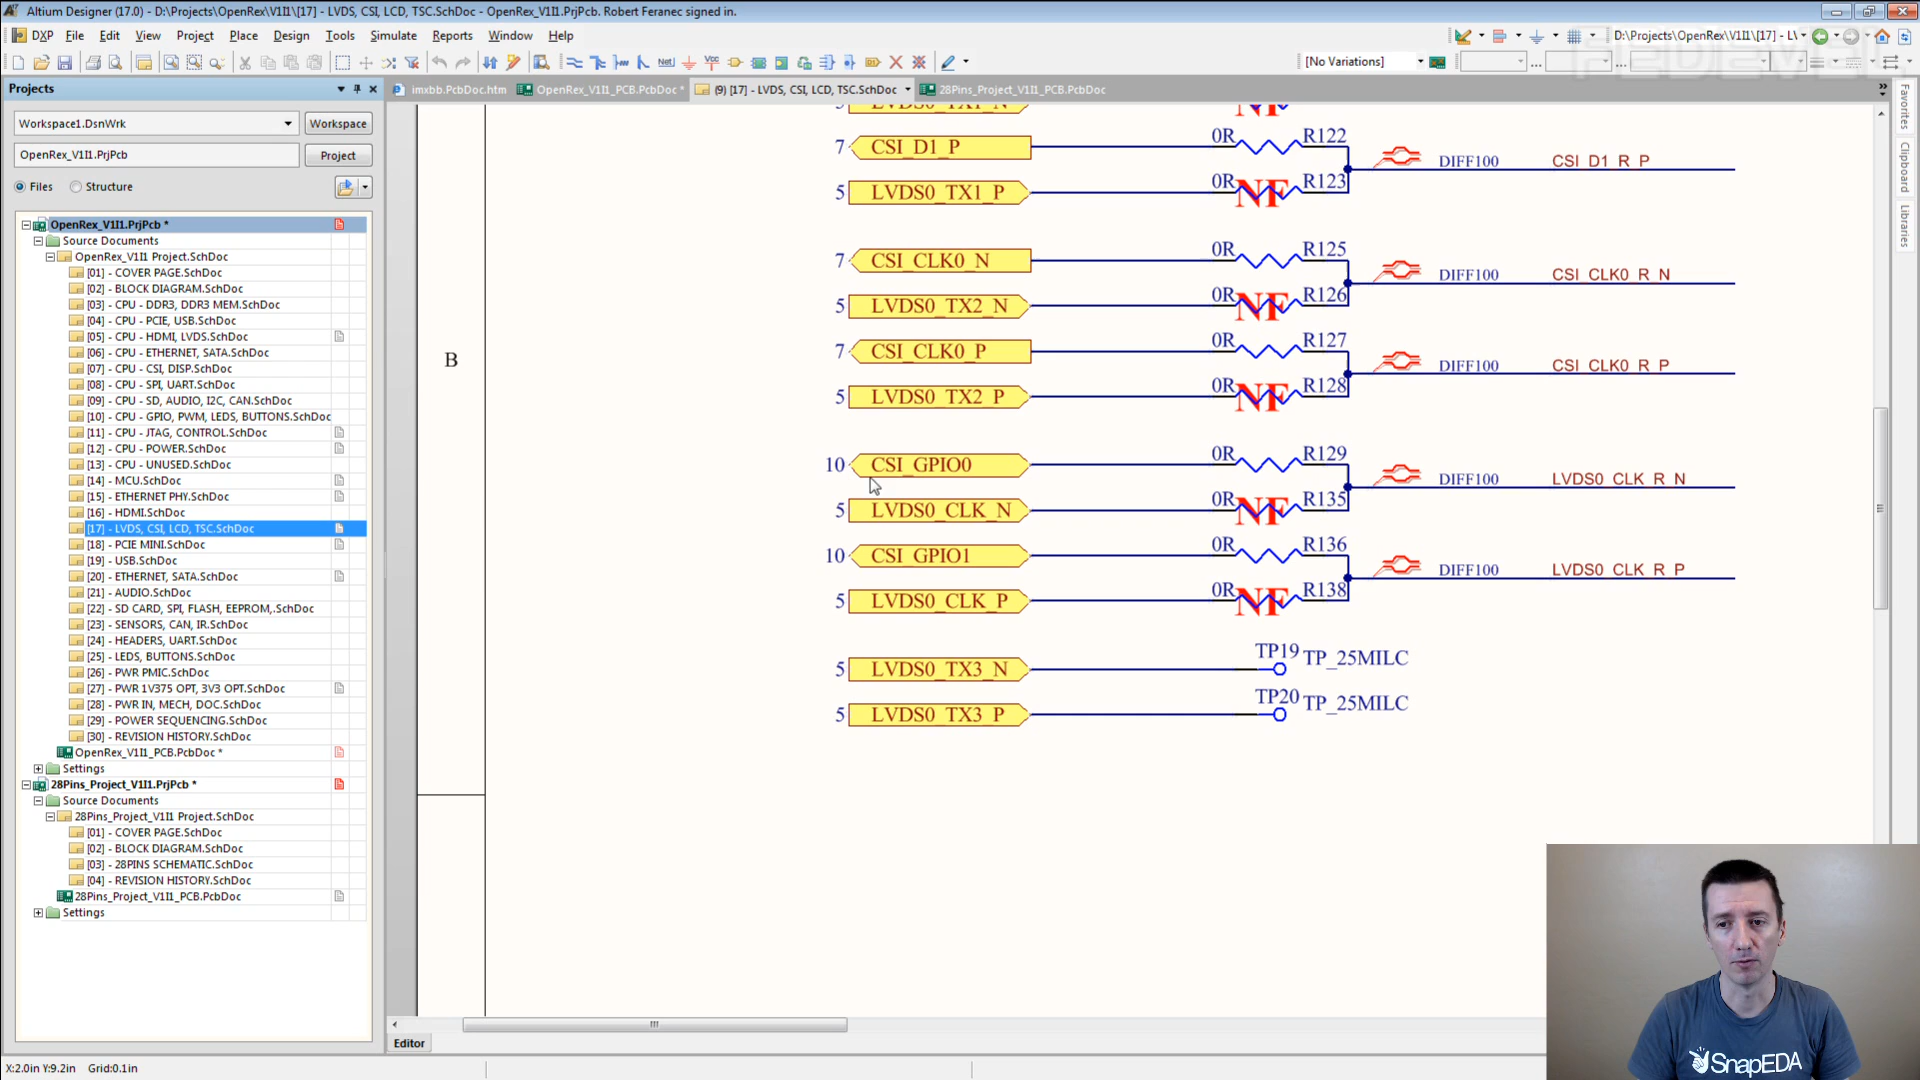 Altium Designer (17.0) - D:\Projects\OpenRex\V1I1\[17] - LVDS, CSI, LCD, TSC.SchDoc - OpenRex_V1I1.PrjPcb. Robert Feranec signed in.
DXP File Edit View Project Place Design Tools Simulate Reports Window Help
D:\Projects\OpenRex\V1I1\[17] - L\
[No Variations]
FEDEVEL
Projects
imxbb.PcbDoc.htm
OpenRex_V1I1_PCB.PcbDoc *
(9) [17] - LVDS, CSI, LCD, TSC.SchDoc
28Pins_Project_V1I1_PCB.PcbDoc
Workspace1.DsnWrk
Workspace
OpenRex_V1I1.PrjPcb
Project
Files
Structure
OpenRex_V1I1.PrjPcb *
Source Documents
OpenRex_V1I1 Project.SchDoc
[01] - COVER PAGE.SchDoc
[02] - BLOCK DIAGRAM.SchDoc
[03] - CPU - DDR3, DDR3 MEM.SchDoc
[04] - CPU - PCIE, USB.SchDoc
[05] - CPU - HDMI, LVDS.SchDoc
[06] - CPU - ETHERNET, SATA.SchDoc
[07] - CPU - CSI, DISP.SchDoc
[08] - CPU - SPI, UART.SchDoc
[09] - CPU - SD, AUDIO, I2C, CAN.SchDoc
[10] - CPU - GPIO, PWM, LEDS, BUTTONS.SchDoc
[11] - CPU - JTAG, CONTROL.SchDoc
[12] - CPU - POWER.SchDoc
[13] - CPU - UNUSED.SchDoc
[14] - MCU.SchDoc
[15] - ETHERNET PHY.SchDoc
[16] - HDMI.SchDoc
[17] - LVDS, CSI, LCD, TSC.SchDoc
[18] - PCIE MINI.SchDoc
[19] - USB.SchDoc
[20] - ETHERNET, SATA.SchDoc
[21] - AUDIO.SchDoc
[22] - SD CARD, SPI, FLASH, EEPROM,.SchDoc
[23] - SENSORS, CAN, IR.SchDoc
[24] - HEADERS, UART.SchDoc
[25] - LEDS, BUTTONS.SchDoc
[26] - PWR PMIC.SchDoc
[27] - PWR 1V375 OPT, 3V3 OPT.SchDoc
[28] - PWR IN, MECH, DOC.SchDoc
[29] - POWER SEQUENCING.SchDoc
[30] - REVISION HISTORY.SchDoc
OpenRex_V1I1_PCB.PcbDoc *
Settings
28Pins_Project_V1I1.PrjPcb *
Source Documents
28Pins_Project_V1I1 Project.SchDoc
[01] - COVER PAGE.SchDoc
[02] - BLOCK DIAGRAM.SchDoc
[03] - 28PINS SCHEMATIC.SchDoc
[04] - REVISION HISTORY.SchDoc
28Pins_Project_V1I1_PCB.PcbDoc
Settings
B
5 LVDS0_TX1_N NF
7 CSI_D1_P 0R R122
DIFF100 CSI_D1_R_P
5 LVDS0_TX1_P 0R NF R123
7 CSI_CLK0_N 0R R125
DIFF100 CSI_CLK0_R_N
5 LVDS0_TX2_N 0R NF R126
7 CSI_CLK0_P 0R R127
DIFF100 CSI_CLK0_R_P
5 LVDS0_TX2_P 0R NF R128
10 CSI_GPIO0 0R R129
DIFF100 LVDS0_CLK_R_N
5 LVDS0_CLK_N 0R NF R135
10 CSI_GPIO1 0R R136
DIFF100 LVDS0_CLK_R_P
5 LVDS0_CLK_P 0R NF R138
5 LVDS0_TX3_N TP19 TP_25MILC
5 LVDS0_TX3_P TP20 TP_25MILC
Favorites
Clipboard
Libraries
Editor
X:2.0in Y:9.2in Grid:0.1in
SnapEDA